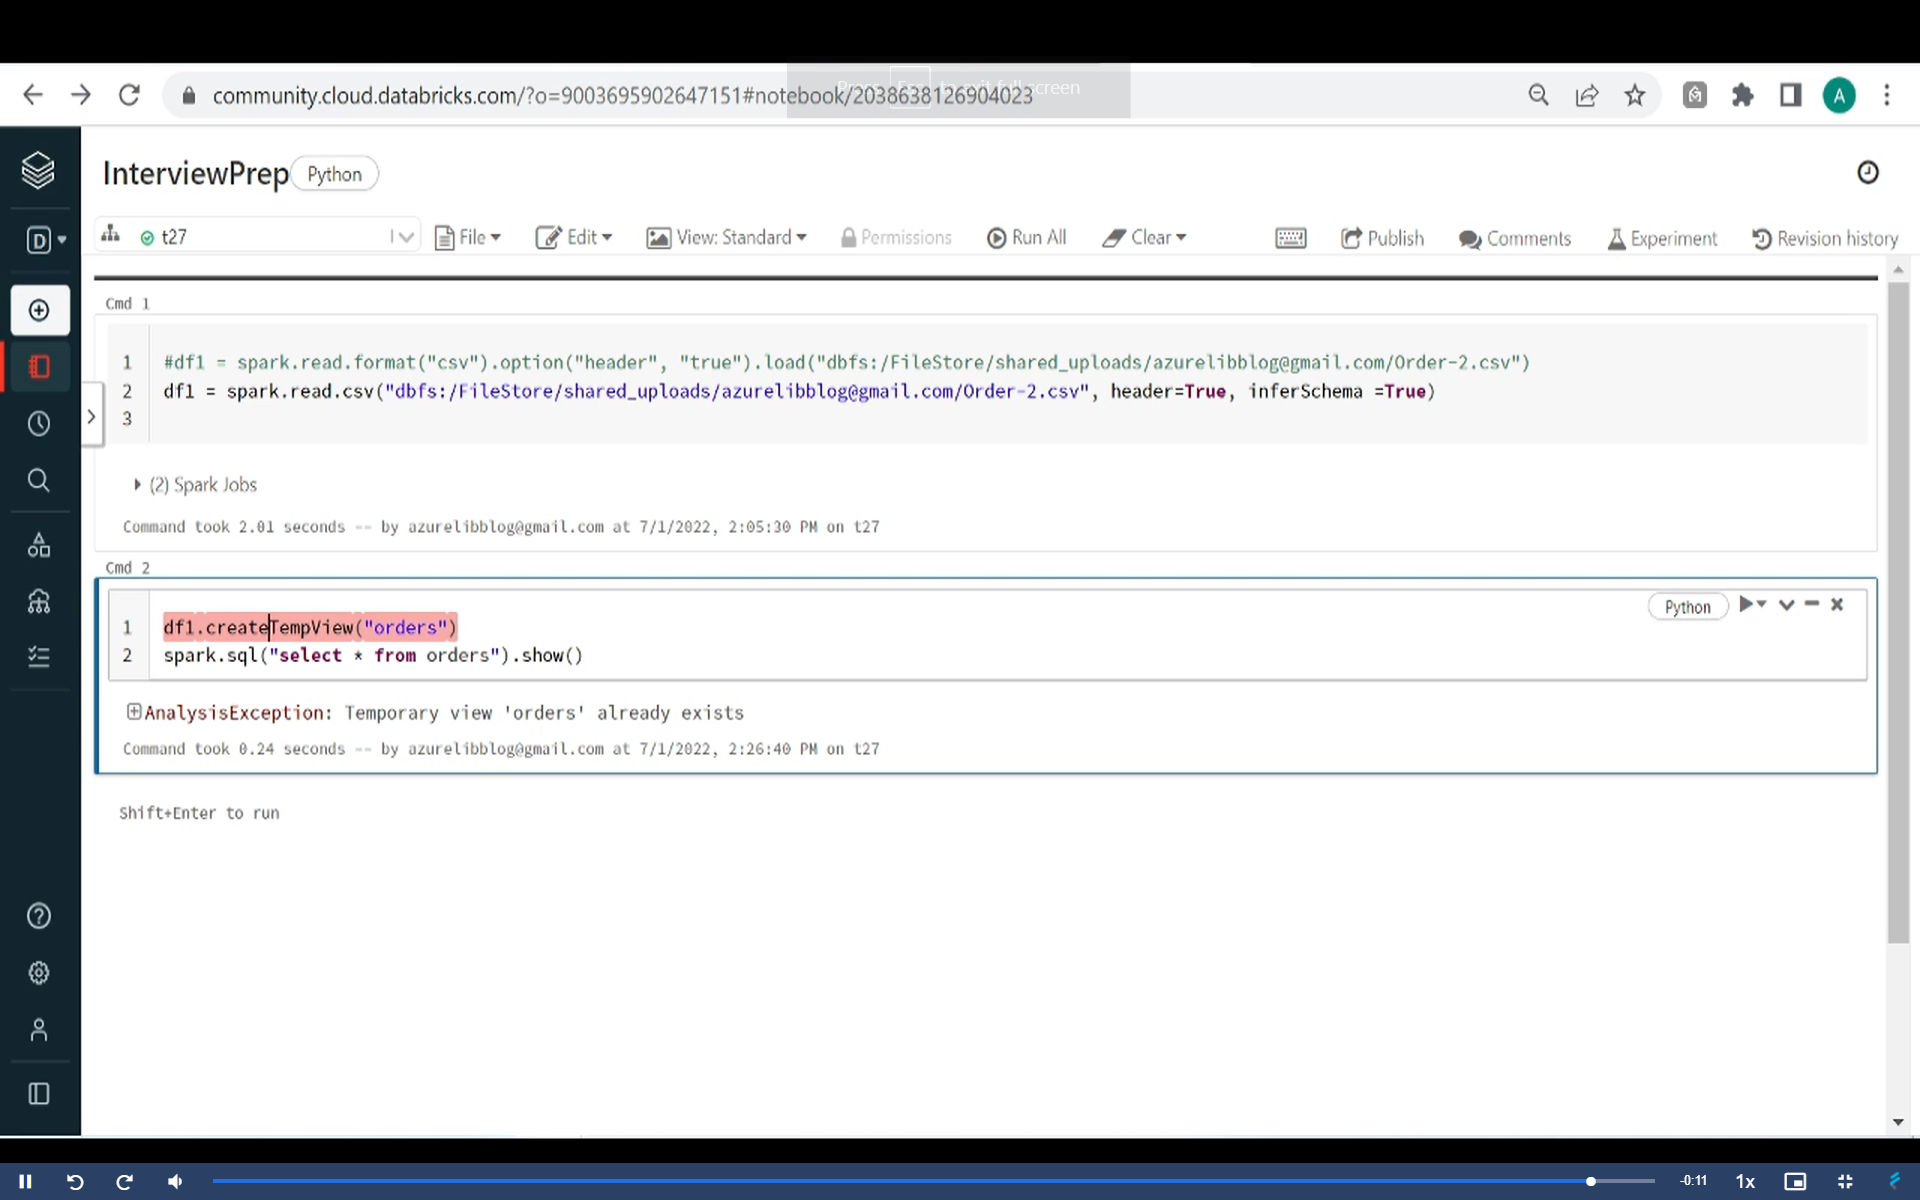 community.cloud.databricks.com/?o=9003695902647151#notebook/2038638126904023
A
InterviewPrep Python
D
t27 File Edit View: Standard Permissions Run All Clear Publish Comments Experiment Revision history
Cmd 1
1 #df1 = spark.read.format("csv").option("header", "true").load("dbfs:/FileStore/shared_uploads/azurelibblog@gmail.com/Order-2.csv")
2 df1 = spark.read.csv("dbfs:/FileStore/shared_uploads/azurelibblog@gmail.com/Order-2.csv", header=True, inferSchema =True)
3
(2) Spark Jobs
Command took 2.01 seconds -- by azurelibblog@gmail.com at 7/1/2022, 2:05:30 PM on t27
Cmd 2
Python
1 df1.createTempView("orders")
2 spark.sql("select * from orders").show()
AnalysisException: Temporary view 'orders' already exists
Command took 0.24 seconds -- by azurelibblog@gmail.com at 7/1/2022, 2:26:40 PM on t27
Shift+Enter to run
-0:11 1x